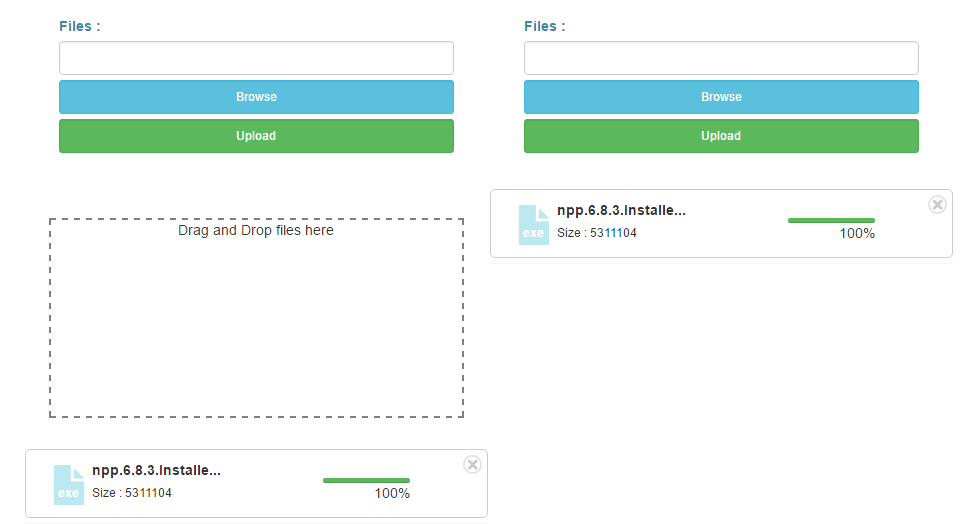 Files :
Browse
Upload
Drag and Drop files here
exe
npp.6.8.3.Installe...
Size : 5311104
100%
Files :
Browse
Upload
exe
npp.6.8.3.Installe...
Size : 5311104
100%